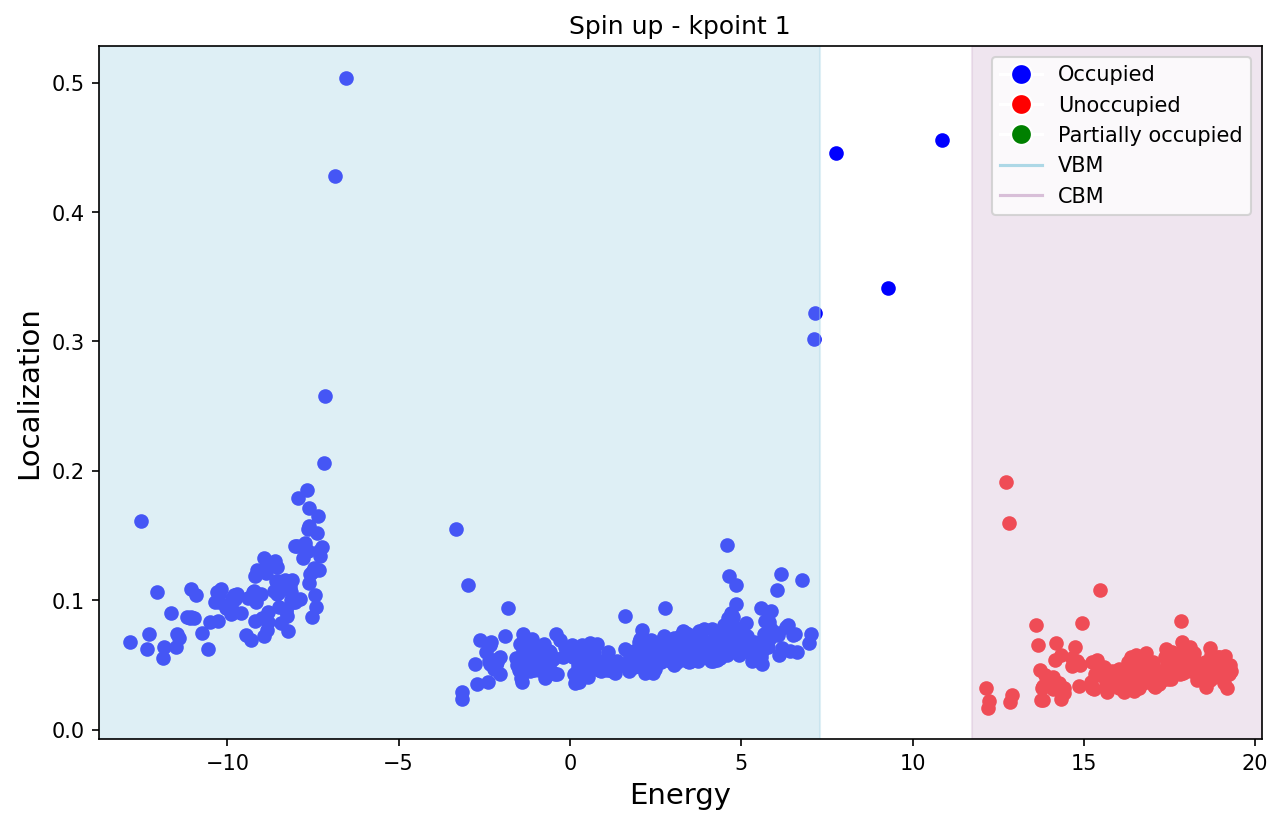 Spin up - kpoint 1
Localization
0.5
0.4
0.3
0.2
0.1
0.0
Occupied
Unoccupied
Partially occupied
VBM
CBM
−10
−5
0
5
10
15
20
Energy